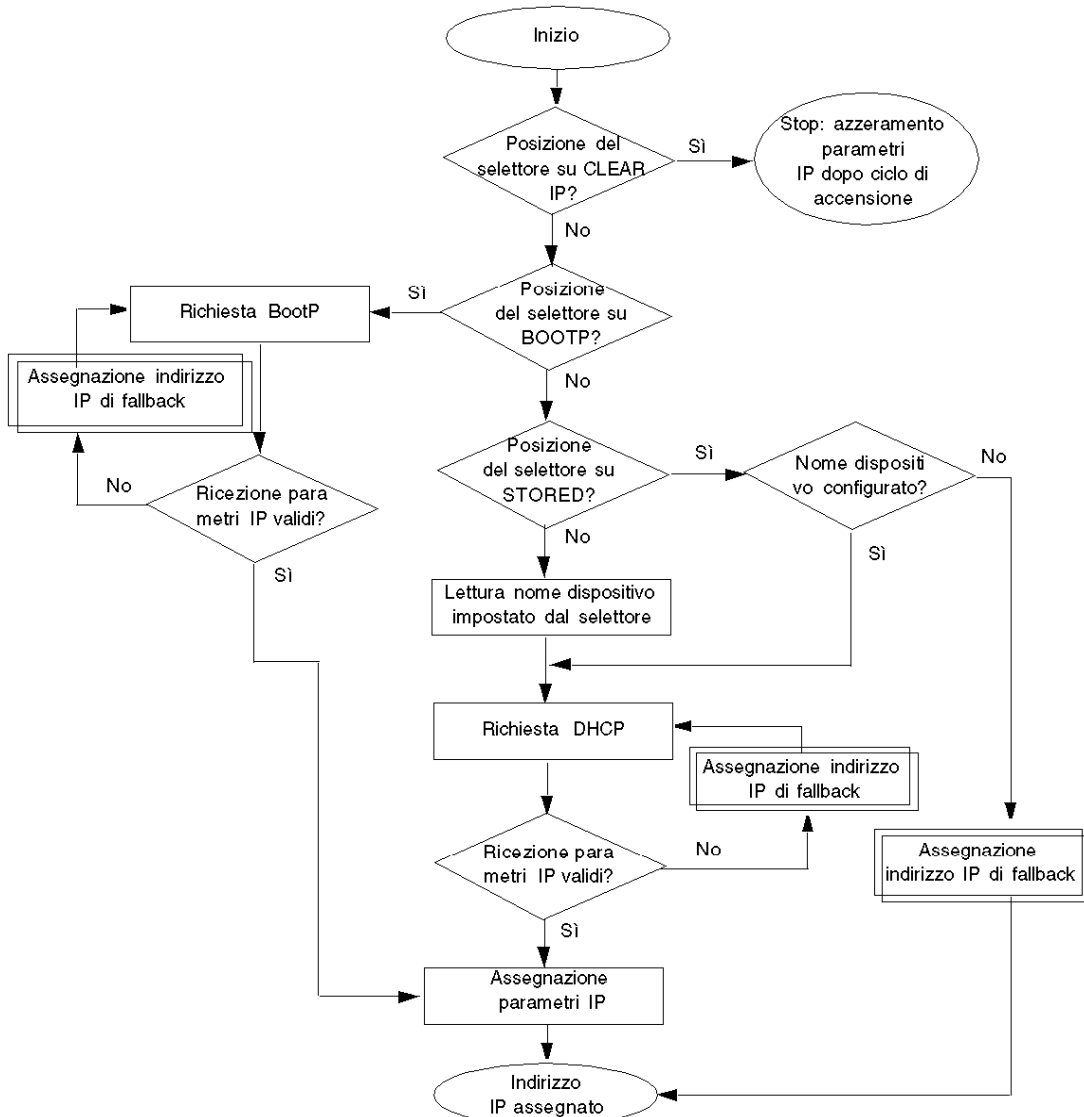 Inizio
Posizione del
selettore su CLEAR
IP?
Sì
Stop: azzeramento
parametri
IP dopo ciclo di
accensione
No
Posizione
del selettore su
BOOTP?
Sì
Richiesta BootP
Assegnazione indirizzo
IP di fallback
No
Ricezione para
metri IP validi?
Sì
No
Posizione
del selettore su
STORED?
Sì
Nome dispositi
vo configurato?
No
No
Sì
Lettura nome dispositivo
impostato dal selettore
Richiesta DHCP
Assegnazione indirizzo
IP di fallback
Ricezione para
metri IP validi?
No
Assegnazione
indirizzo IP di fallback
Sì
Assegnazione
parametri IP
Indirizzo
IP assegnato